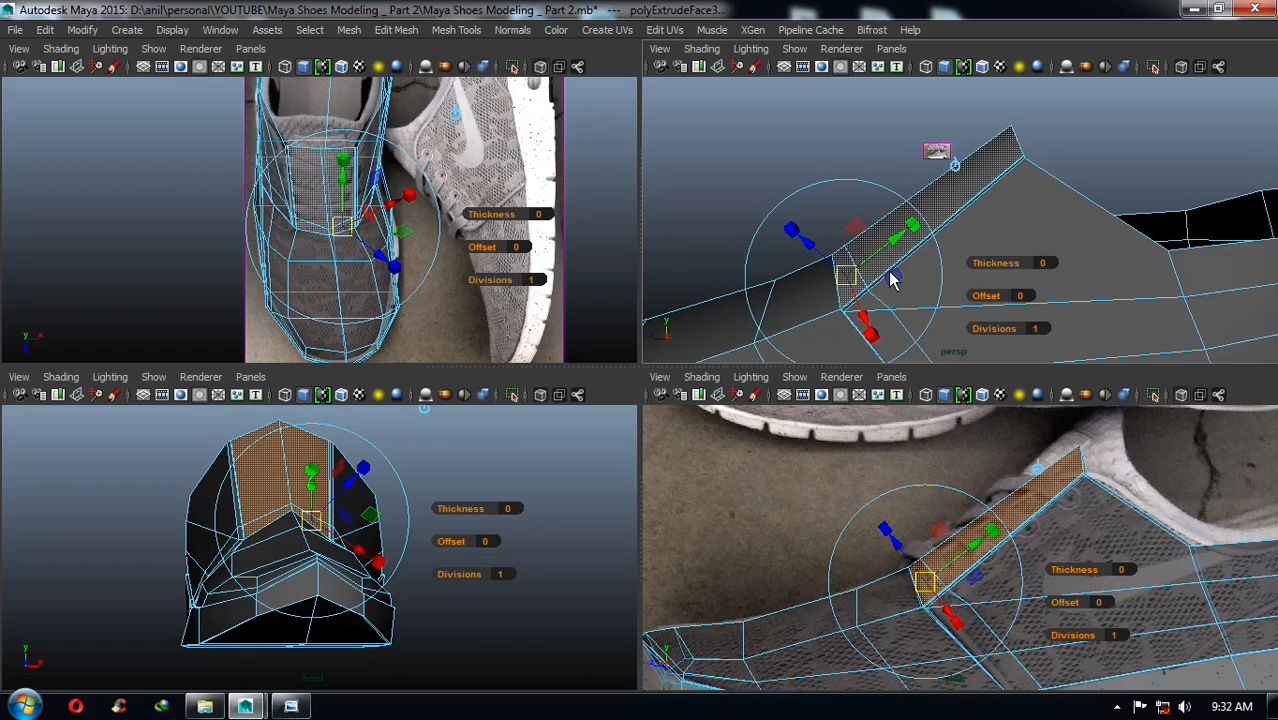 Autodesk Maya 2015: D:\anil\personal\YOUTUBE\Maya Shoes Modeling _ Part 2\Maya Shoes Modeling _ Part 2.mb* --- polyExtrudeFace3...
File Edit Modify Create Display Window Assets Select Mesh Edit Mesh Mesh Tools Normals Color Create UVs Edit UVs Muscle XGen Pipeline Cache Bifrost Help
View Shading Lighting Show Renderer Panels
View Shading Lighting Show Renderer Panels
Thickness 0
Offset 0
Divisions 1
Thickness 0
Offset 0
Divisions 1
persp
View Shading Lighting Show Renderer Panels
View Shading Lighting Show Renderer Panels
Thickness 0
Offset 0
Divisions 1
front
Thickness 0
Offset 0
Divisions 1
9:32 AM